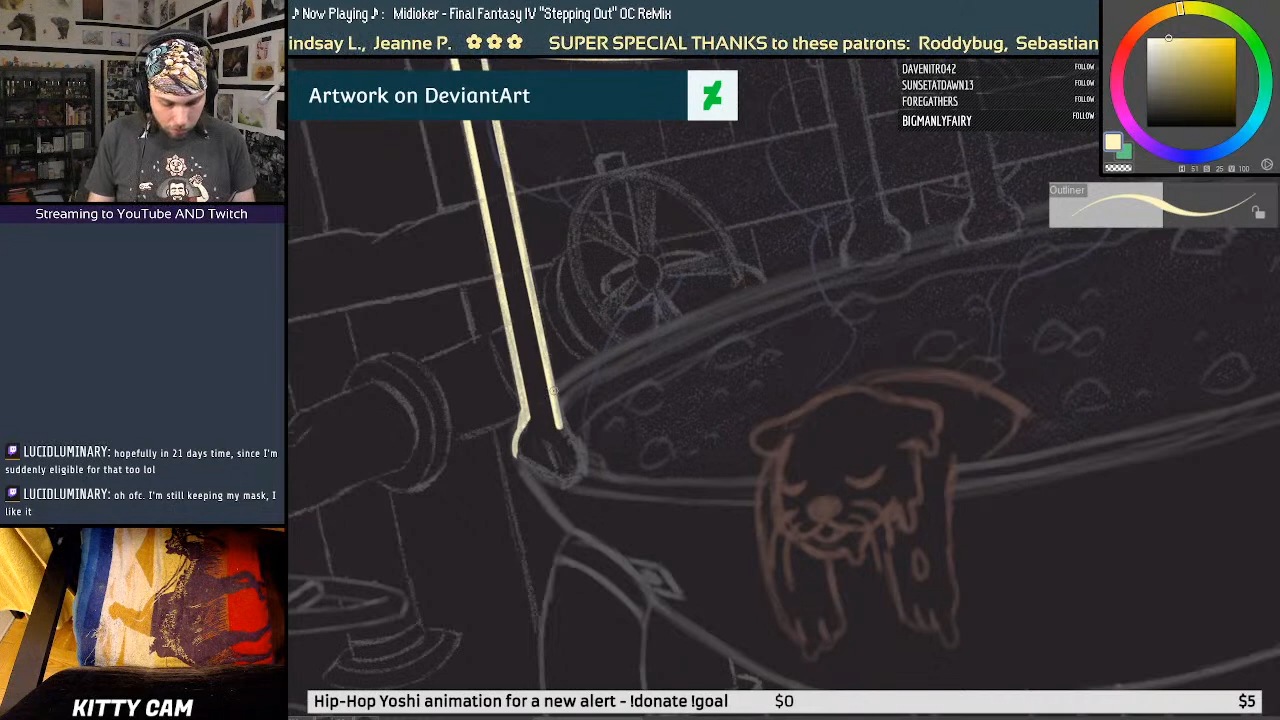 ♪ Now Playing ♪ :   Midioker - Final Fantasy IV "Stepping Out" OC ReMix
indsay L.,  Jeanne P.  ✿ ✿ ✿    SUPER SPECIAL THANKS to these patrons:  Roddybug,  Sebastian
Artwork on DeviantArt
DAVENITRO42 FOLLOW
SUNSETATDAWN13 FOLLOW
FOREGATHERS FOLLOW
BIGMANLYFAIRY FOLLOW
H 51 S 25 V 100
Outliner
Streaming to YouTube AND Twitch
LUCIDLUMINARY: hopefully in 21 days time, since I'm
suddenly eligible for that too lol
LUCIDLUMINARY: oh ofc. I'm still keeping my mask, I
like it
KITTY CAM
Hip-Hop Yoshi animation for a new alert - !donate !goal $0 $5